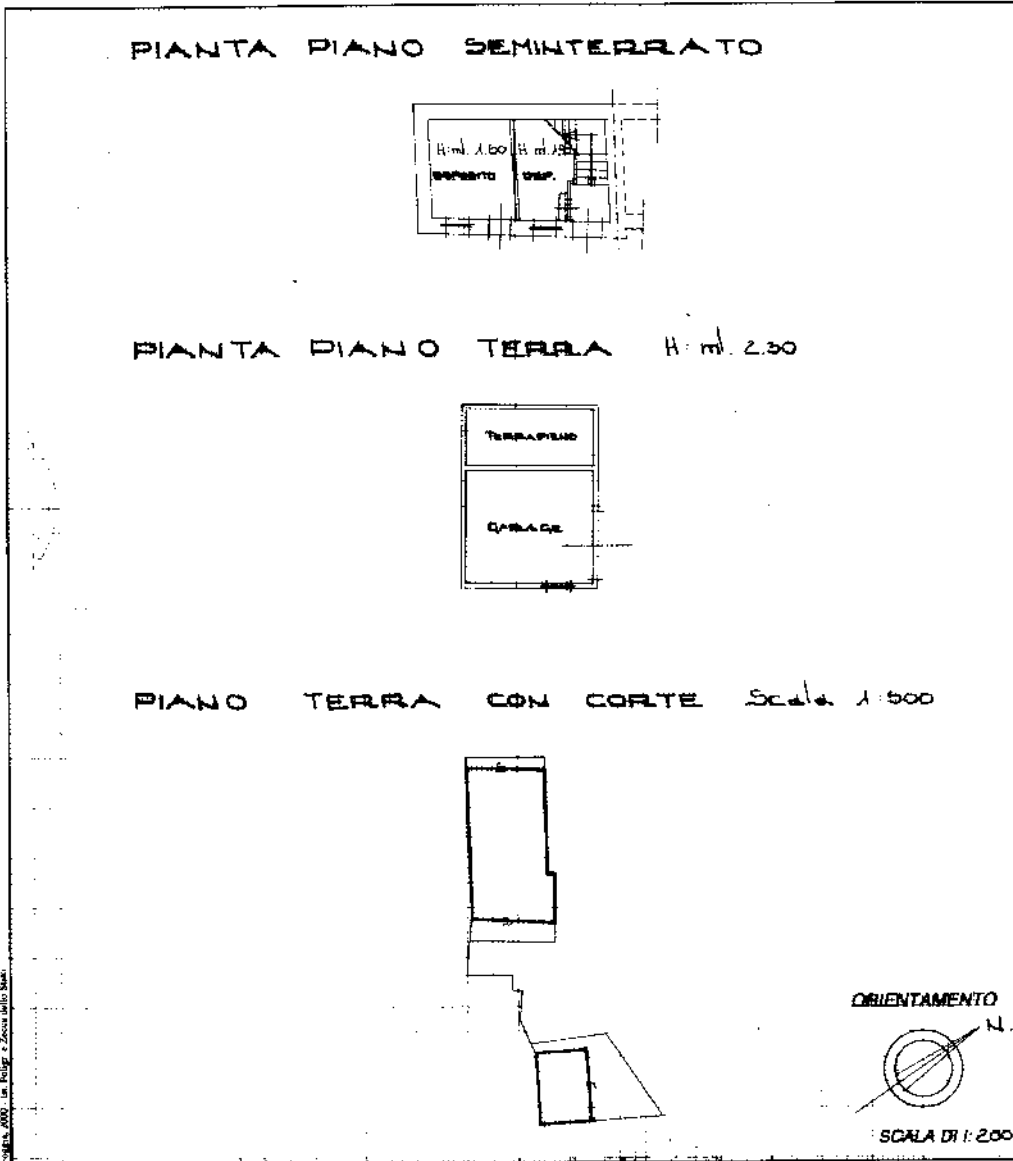 PIANTA PIANO SEMINTERRATO
H: ml. 1.60
DEPOSITO
DISP.
PIANTA PIANO TERRA H: ml. 2.30
TERRAPIENO
GARAGE
PIANO TERRA CON CORTE Scala 1:500
ORIENTAMENTO
N.
SCALA DI 1:200